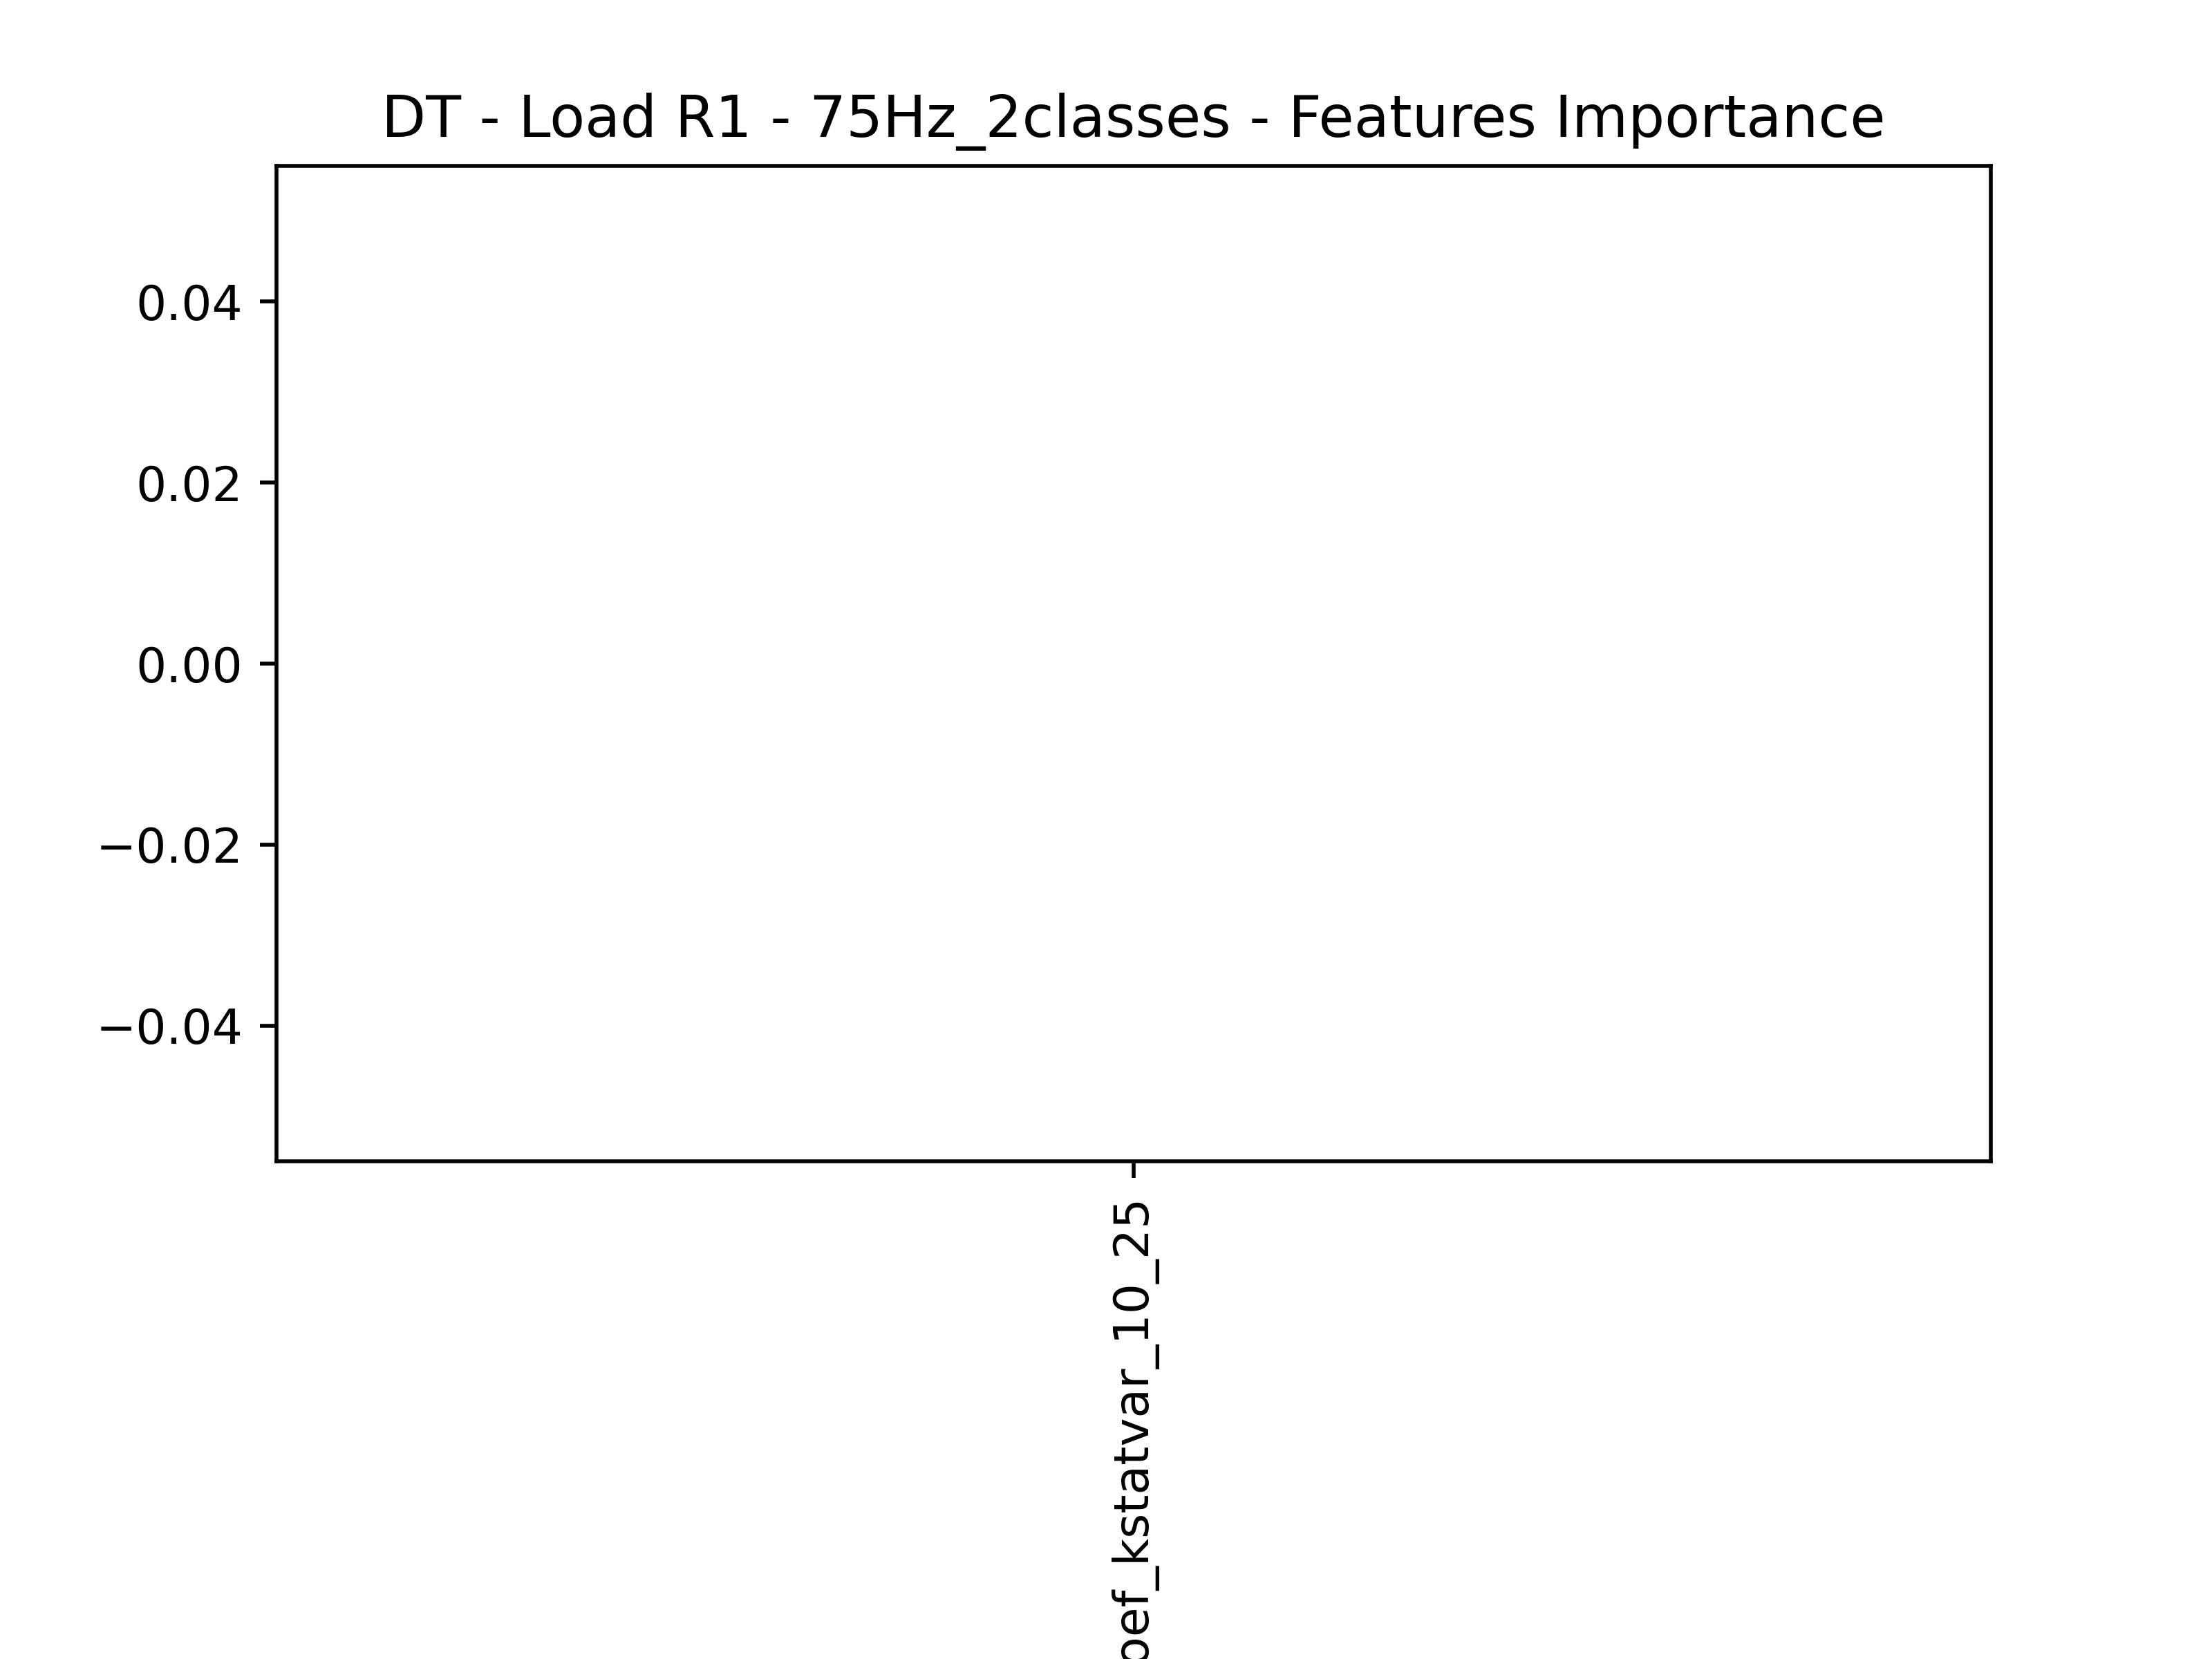 DT - Load R1 - 75Hz_2classes - Features Importance
0.04
0.02
0.00
−0.02
−0.04
oef_kstatvar_10_25